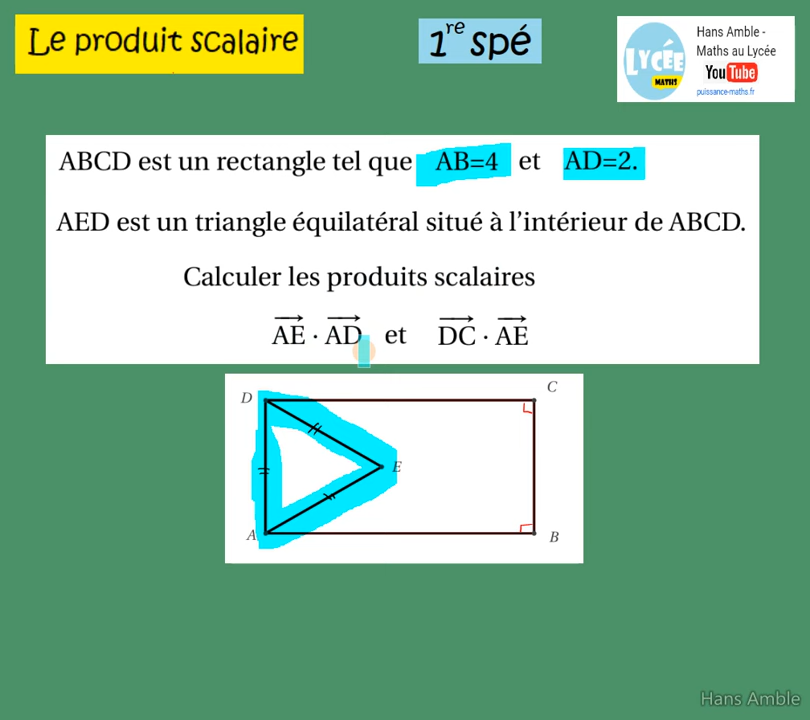 Le produit scalaire
1re spé
Hans Amble -
Maths au Lycée
YouTube
puissance-maths.fr
LYCÉE
MATHS
ABCD est un rectangle tel que AB=4 et AD=2.
AED est un triangle équilatéral situé à l'intérieur de ABCD.
Calculer les produits scalaires
AE · AD et DC · AE
D
C
E
A
B
Hans Amble